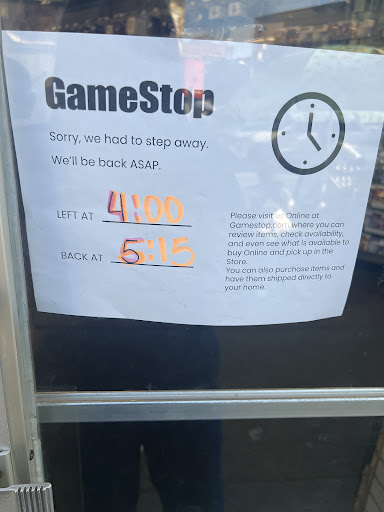 GameStop
Sorry, we had to step away.
We'll be back ASAP.
LEFT AT 4:00
BACK AT 5:15
Please visit us Online at
Gamestop.com where you can
review items, check availability,
and even see what is available to
buy Online and pick up in the
Store.
You can also purchase items and
have them shipped directly to
your home.